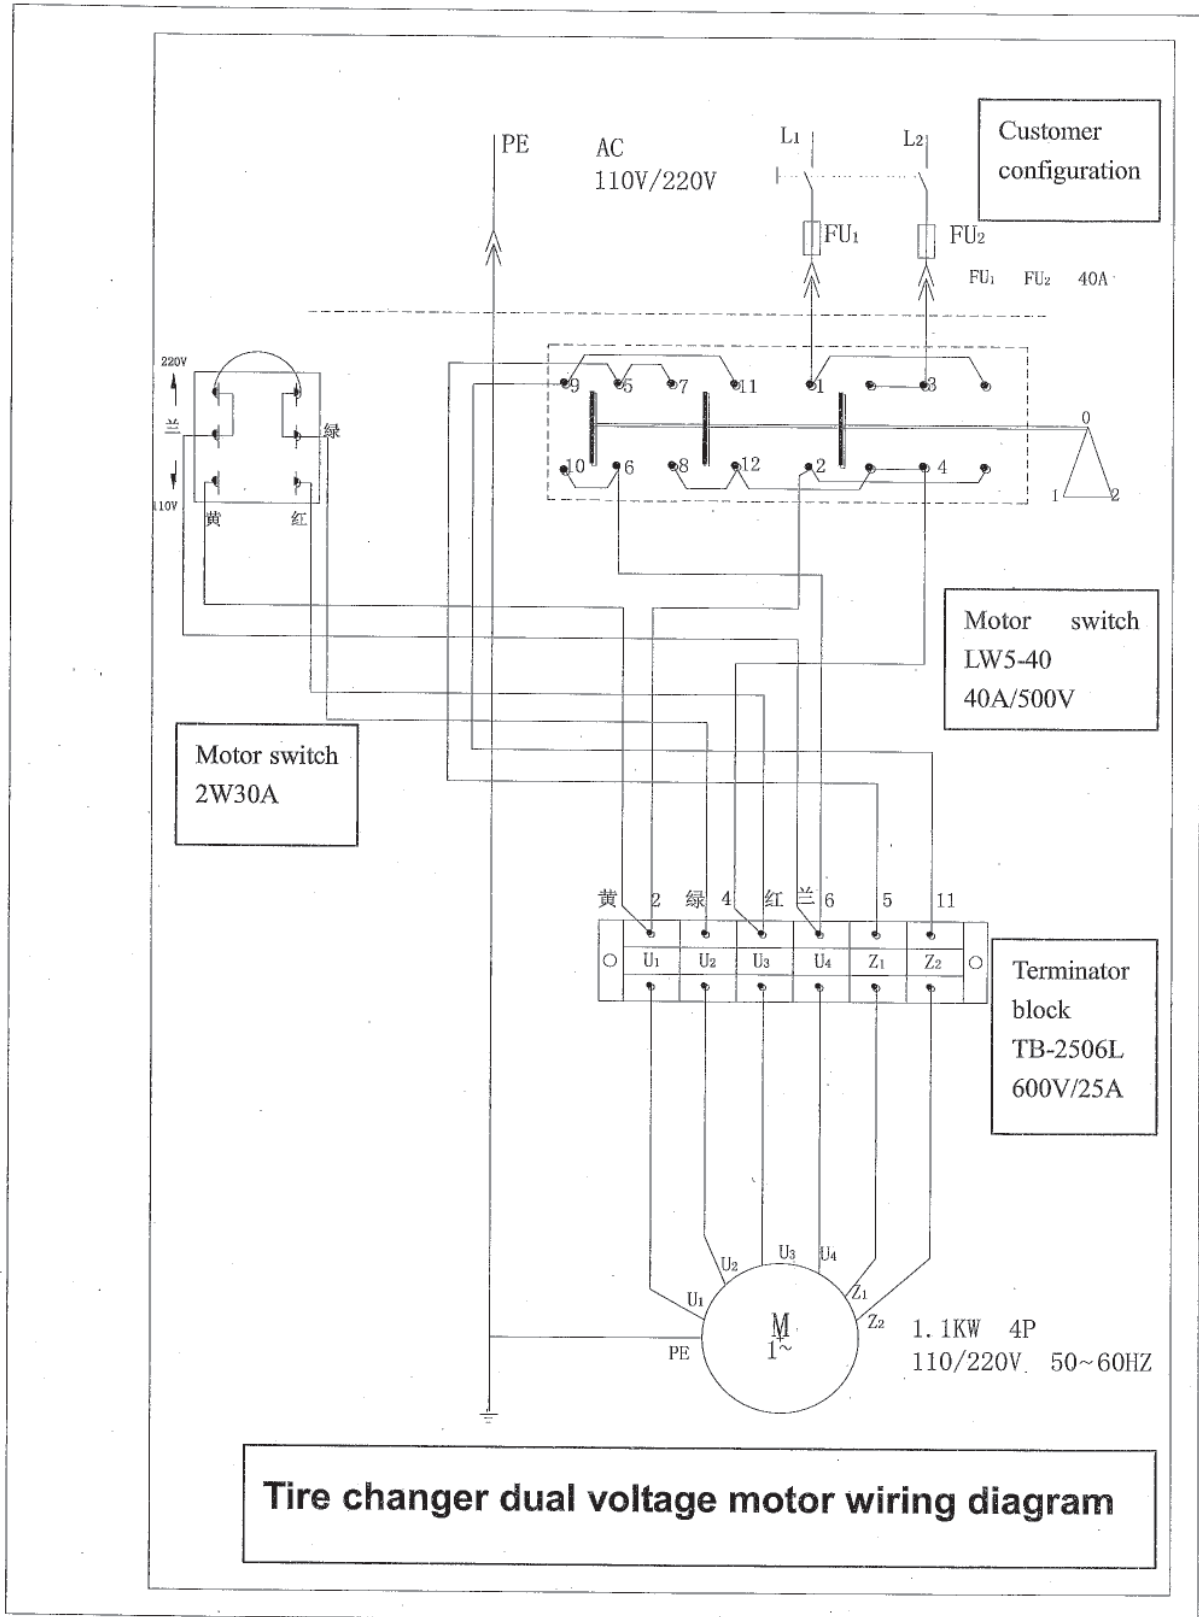 PE
AC
110V/220V
L1
L2
Customer
configuration
FU1
FU2
FU1 FU2 40A
220V
兰
绿
110V
黄
红
9
5
7
11
1
3
10
6
8
12
2
4
0
1
2
Motor switch
LW5-40
40A/500V
Motor switch
2W30A
黄 2 绿 4 红 兰 6 5 11
U1 U2 U3 U4 Z1 Z2
Terminator
block
TB-2506L
600V/25A
U1
U2
U3
U4
Z1
Z2
M
1~
PE
1.1KW 4P
110/220V 50~60HZ
Tire changer dual voltage motor wiring diagram